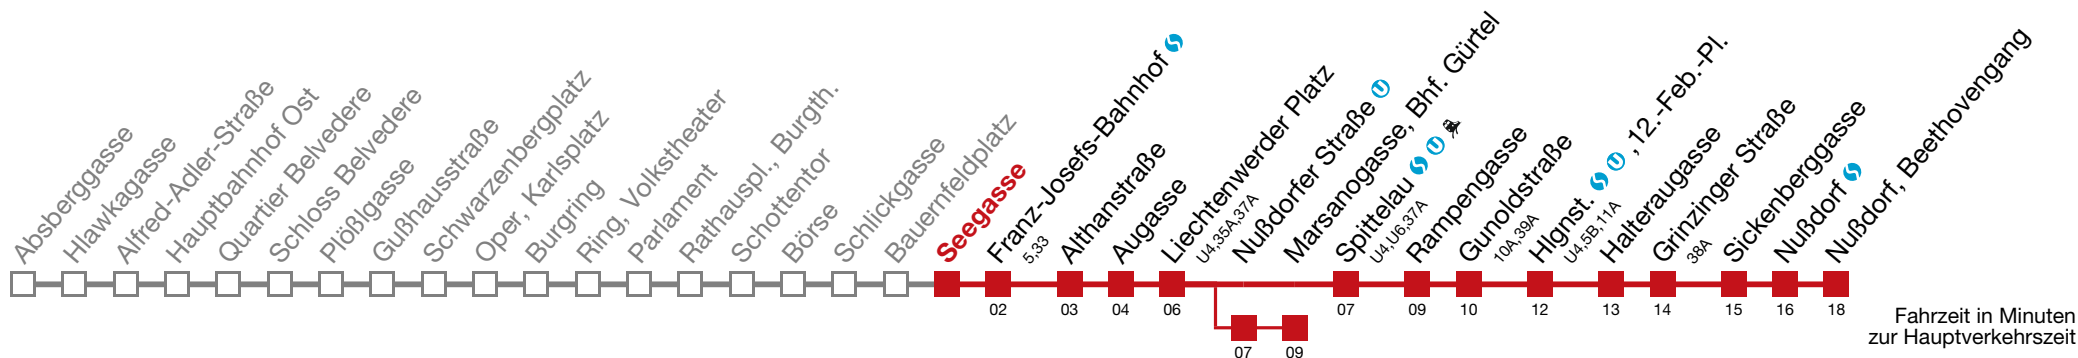 Absberggasse
Hlawkagasse
Alfred-Adler-Straße
Hauptbahnhof Ost
Quartier Belvedere
Schloss Belvedere
Plößlgasse
Gußhausstraße
Schwarzenbergplatz
Oper, Karlsplatz
Burgring
Ring, Volkstheater
Parlament
Rathauspl., Burgth.
Schottentor
Börse
Schlickgasse
Bauernfeldplatz
Seegasse
Franz-Josefs-Bahnhof S
5,33
Althanstraße
Augasse
Liechtenwerder Platz
U4,35A,37A
Nußdorfer Straße U
Marsanogasse, Bhf. Gürtel
Spittelau S U
U4,U6,37A
Rampengasse
Gunoldstraße
10A,39A
Hlgnst. S U , 12.-Feb.-Pl.
U4,5B,11A
Halteraugasse
Grinzinger Straße
38A
Sickenberggasse
Nußdorf S
Nußdorf, Beethovengang
02 03 04 06 07 09 10 12 13 14 15 16 18
07 09
Fahrzeit in Minuten
zur Hauptverkehrszeit